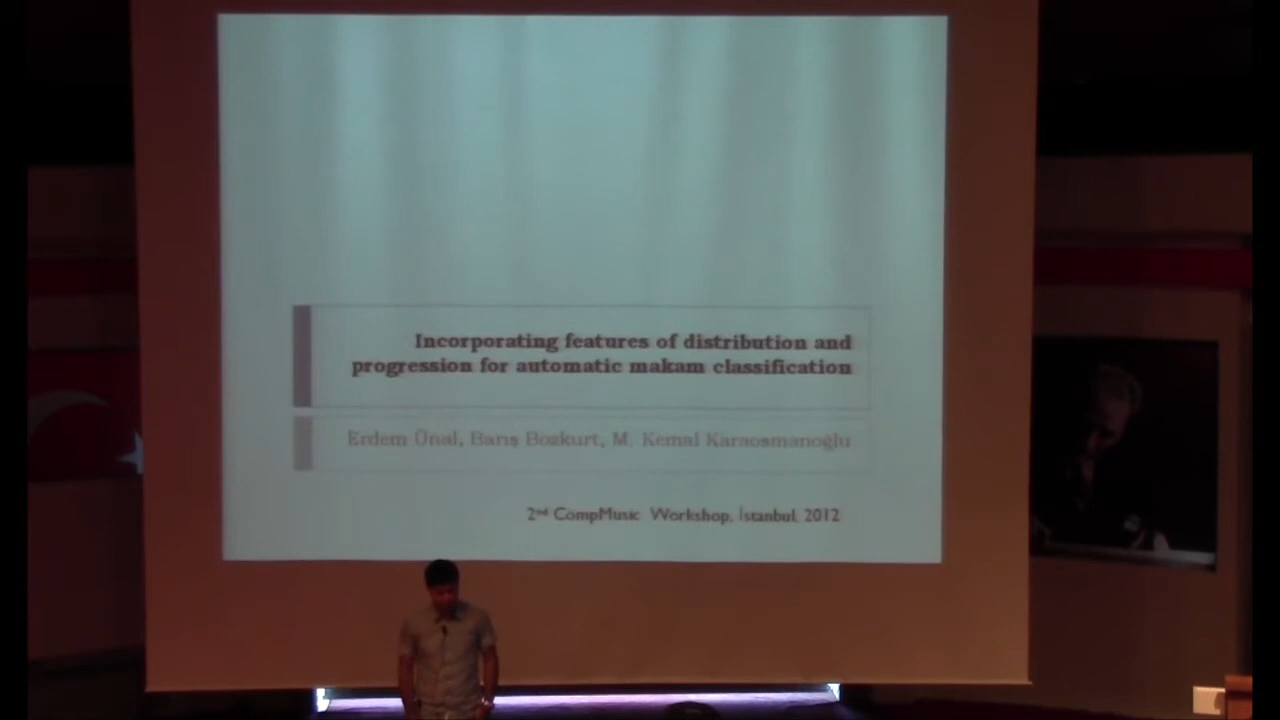 Incorporating features of distribution and
progression for automatic makam classification
Erdem Ünal, Barış Bozkurt, M. Kemal Karaosmanoğlu
2nd CompMusic Workshop, İstanbul, 2012